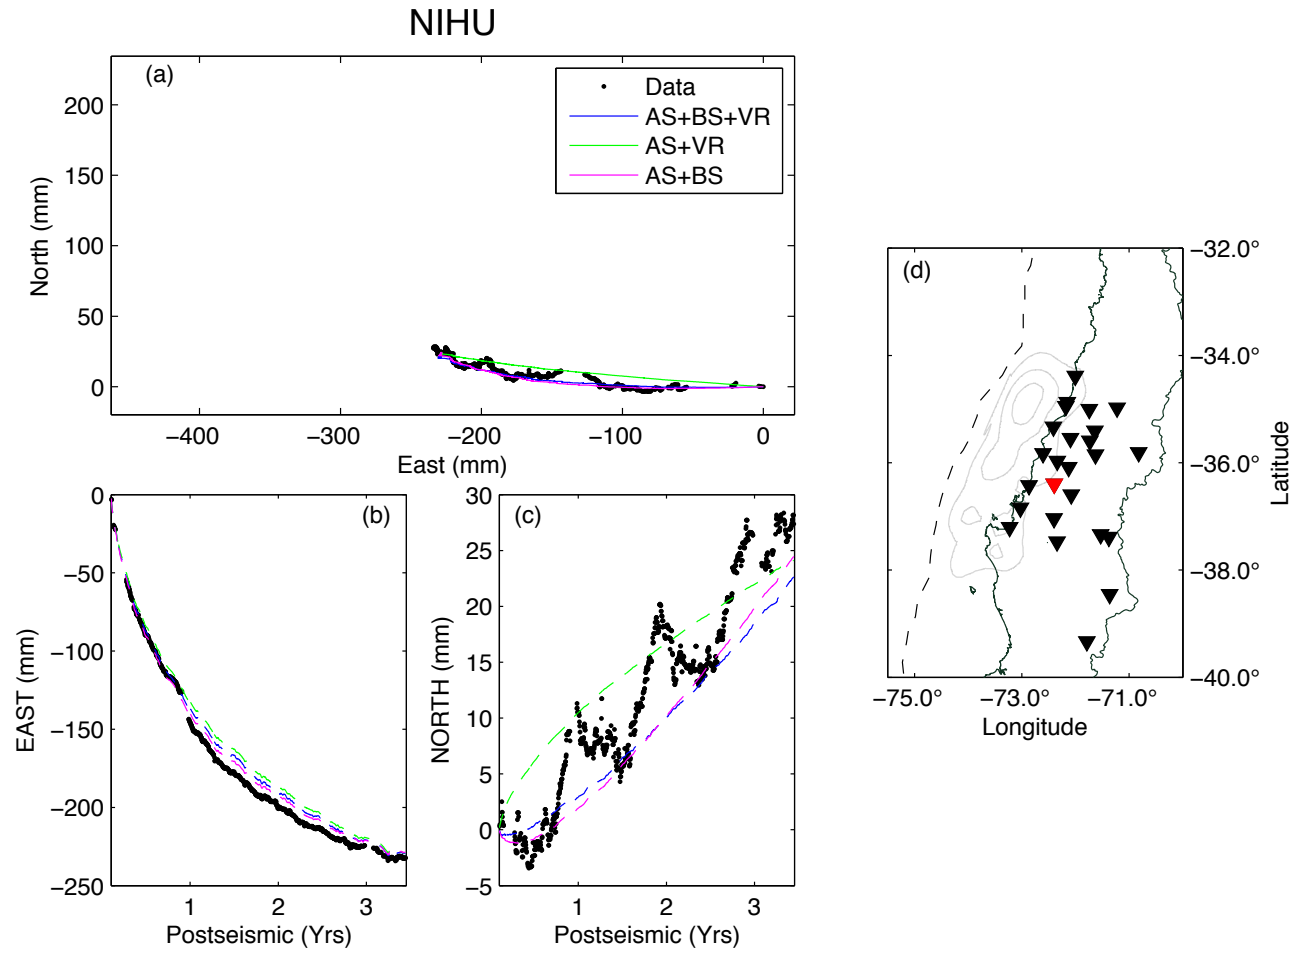 NIHU
(a)
200
150
100
50
0
North (mm)
Data
AS+BS+VR
AS+VR
AS+BS
−400
−300
−200
−100
0
East (mm)
(b)
0
−50
−100
−150
−200
−250
EAST (mm)
1
2
3
Postseismic (Yrs)
(c)
30
25
20
15
10
5
0
−5
NORTH (mm)
1
2
3
Postseismic (Yrs)
(d)
−32.0°
−34.0°
−36.0°
−38.0°
−40.0°
Latitude
−75.0°
−73.0°
−71.0°
Longitude